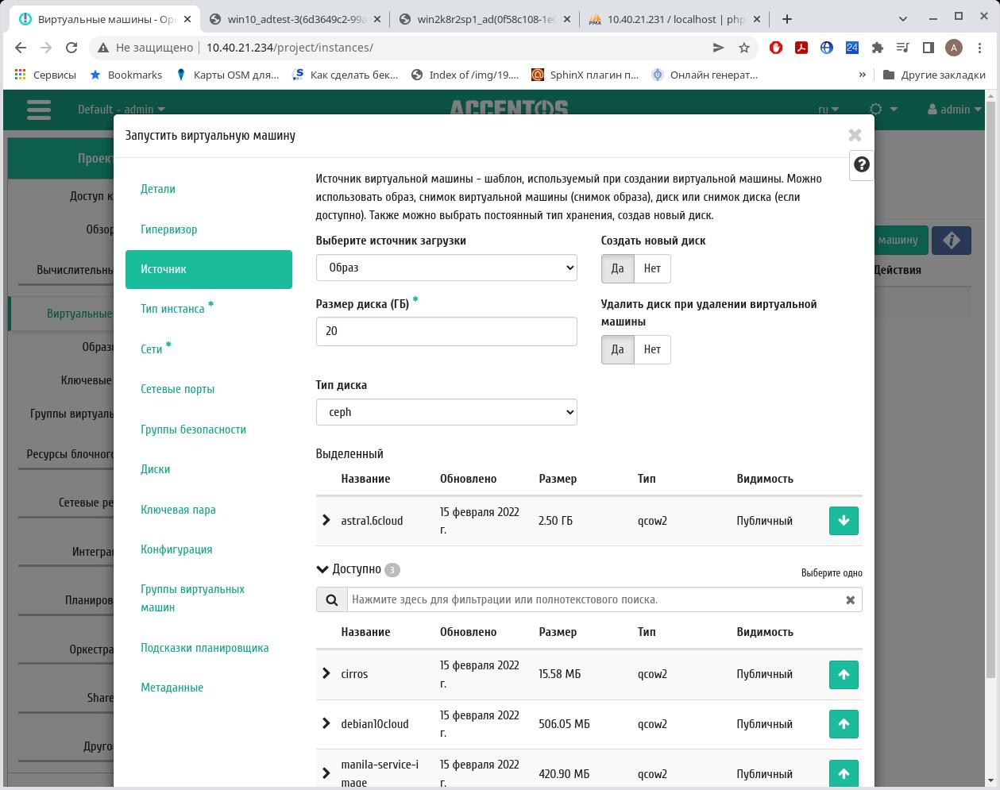 Виртуальные машины - Ope
win10_adtest-3(6d3649c2-99a
win2k8r2sp1_ad(0f58c108-1e0
10.40.21.231 / localhost | php
Не защищено
10.40.21.234/project/instances/
24
A
Сервисы
Bookmarks
Карты OSM для...
Как сделать бек...
Index of /img/19....
SphinX плагин п...
Онлайн генерат...
»
Другие закладки
Default - admin
ACCENTOS
ru
admin
Запустить виртуальную машину
Проек
Доступ к
Обзор
Вычислительн
Виртуальные
Образ
Ключевые
Группы виртуаль
Ресурсы блочного
Сетевые ре
Интегра
Планиров
Оркестра
Share
Друго
машину
Действия
Детали
Гипервизор
Источник
Тип инстанса *
Сети *
Сетевые порты
Группы безопасности
Диски
Ключевая пара
Конфигурация
Группы виртуальных
машин
Подсказки планировщика
Метаданные
Источник виртуальной машины - шаблон, используемый при создании виртуальной машины. Можно
использовать образ, снимок виртуальной машины (снимок образа), диск или снимок диска (если
доступно). Также можно выбрать постоянный тип хранения, создав новый диск.
Выберите источник загрузки
Образ
Создать новый диск
Да Нет
Размер диска (ГБ) *
20
Удалить диск при удалении виртуальной
машины
Да Нет
Тип диска
ceph
Выделенный
Название Обновлено Размер Тип Видимость
astra1.6cloud 15 февраля 2022 г. 2.50 ГБ qcow2 Публичный
Доступно 3
Выберите одно
Нажмите здесь для фильтрации или полнотекстового поиска.
Название Обновлено Размер Тип Видимость
cirros 15 февраля 2022 г. 15.58 МБ qcow2 Публичный
debian10cloud 15 февраля 2022 г. 506.05 МБ qcow2 Публичный
manila-service-i
mage 15 февраля 2022 г. 420.90 МБ qcow2 Публичный